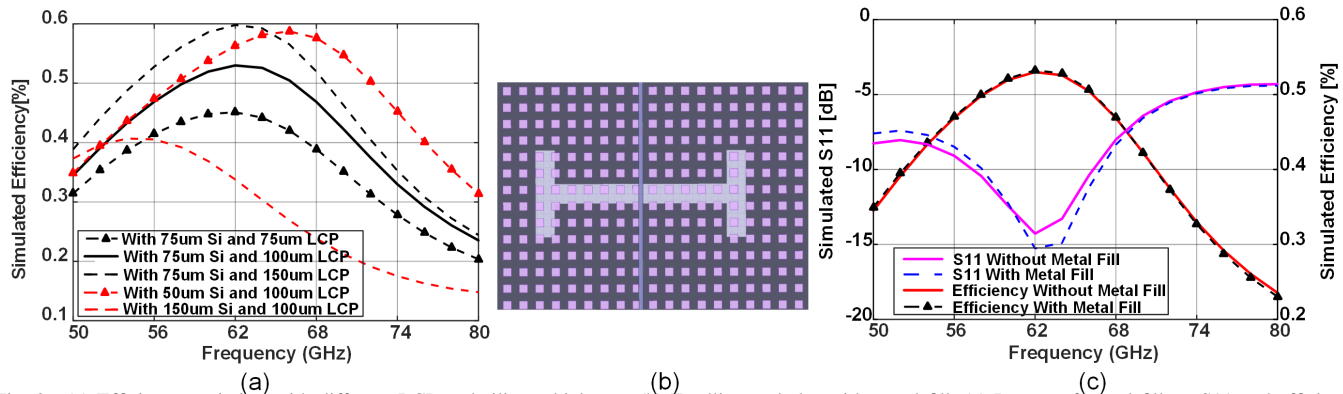 0.6
0.5
0.4
0.3
0.2
0.1
Simulated Efficiency[%]
With 75um Si and 75um LCP
With 75um Si and 100um LCP
With 75um Si and 150um LCP
With 50um Si and 100um LCP
With 150um Si and 100um LCP
50 56 62 68 74 80
Frequency (GHz)
(a)
(b)
0
-5
-10
-15
-20
Simulated S11 [dB]
0.6
0.5
0.4
0.3
0.2
Simulated Efficiency [%]
S11 Without Metal Fill
S11 With Metal Fill
Efficiency Without Metal Fill
Efficiency With Metal Fill
50 56 62 68 74 80
Frequency (GHz)
(c)